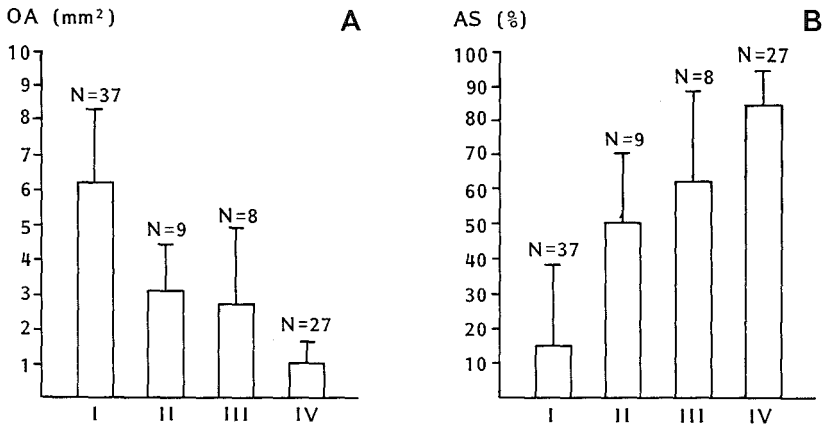 OA (mm²)
A
10
9
8
7
6
5
4
3
2
1
N=37
N=9
N=8
N=27
I
II
III
IV
AS (%)
B
100
90
80
70
60
50
40
30
20
10
N=37
N=9
N=8
N=27
I
II
III
IV